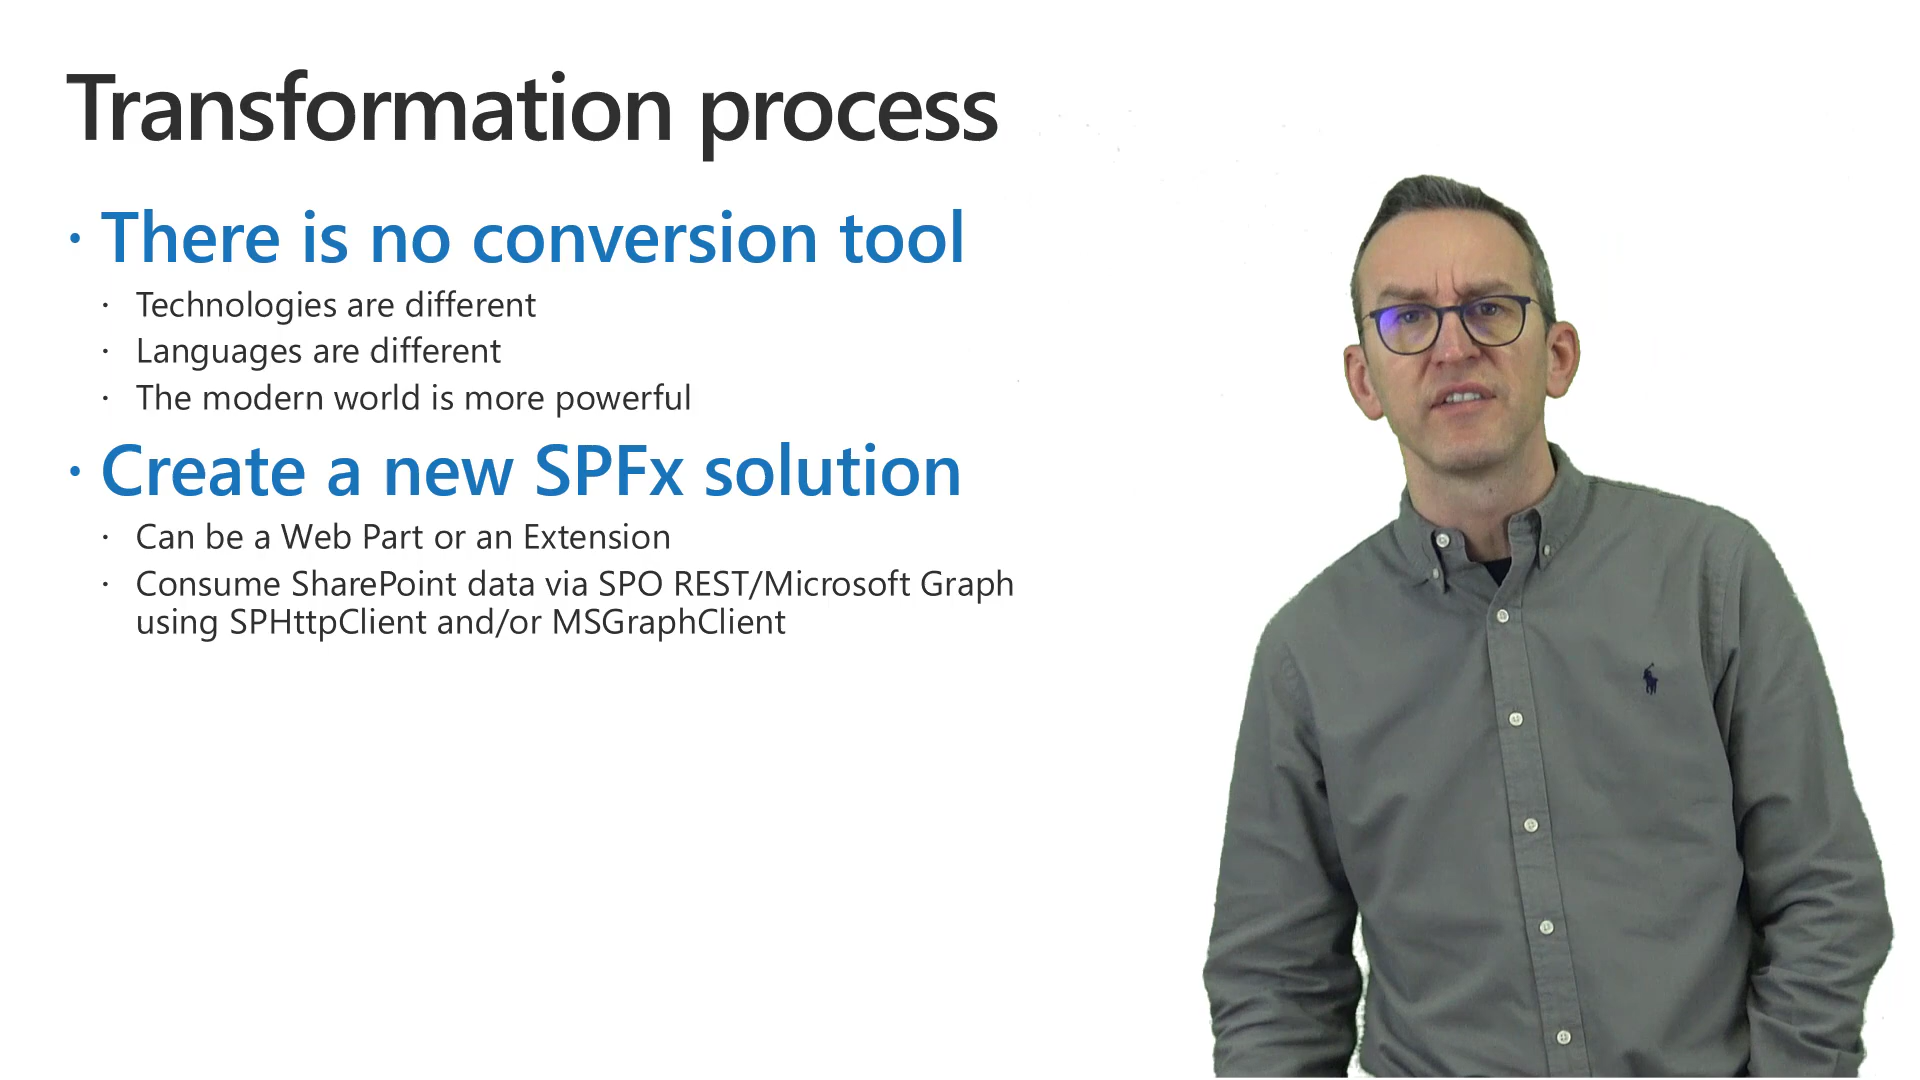 Transformation process
· There is no conversion tool
· Technologies are different
· Languages are different
· The modern world is more powerful
· Create a new SPFx solution
· Can be a Web Part or an Extension
· Consume SharePoint data via SPO REST/Microsoft Graph
using SPHttpClient and/or MSGraphClient